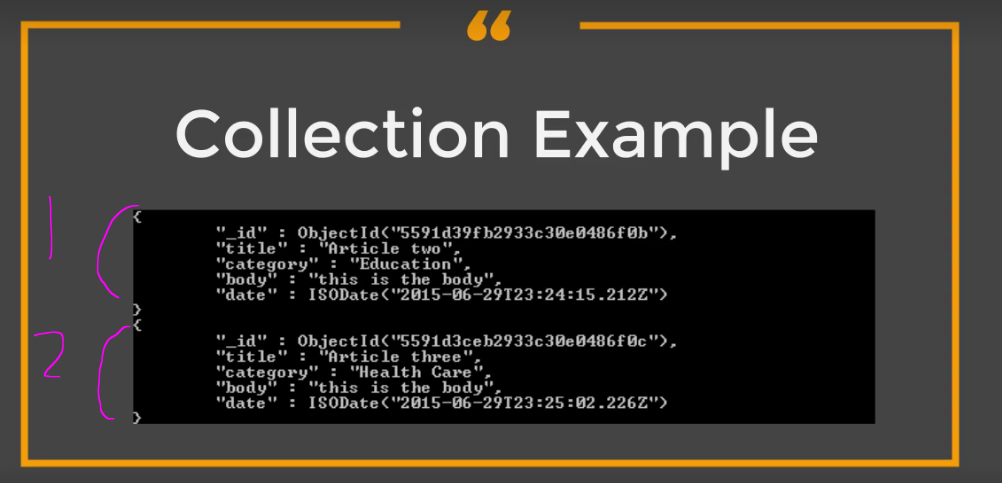 “
Collection Example
1
{
"_id" : ObjectId("5591d39fb2933c30e0486f0b"),
"title" : "Article two",
"category" : "Education",
"body" : "this is the body",
"date" : ISODate("2015-06-29T23:24:15.212Z")
}
2
{
"_id" : ObjectId("5591d3ceb2933c30e0486f0c"),
"title" : "Article three",
"category" : "Health Care",
"body" : "this is the body",
"date" : ISODate("2015-06-29T23:25:02.226Z")
}